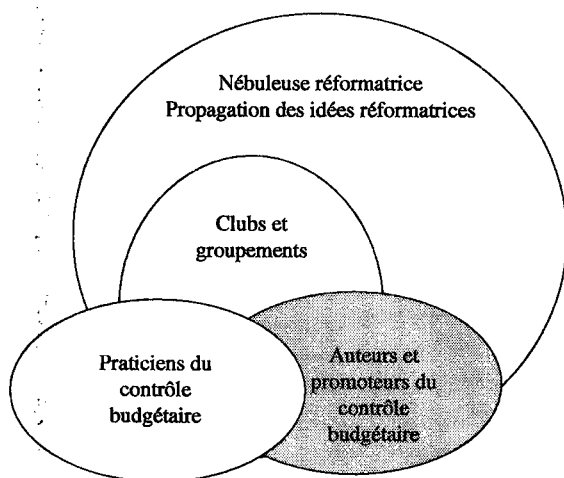 Nébuleuse réformatrice
Propagation des idées réformatrices
Clubs et
groupements
Praticiens du
contrôle
budgétaire
Auteurs et
promoteurs du
contrôle
budgétaire